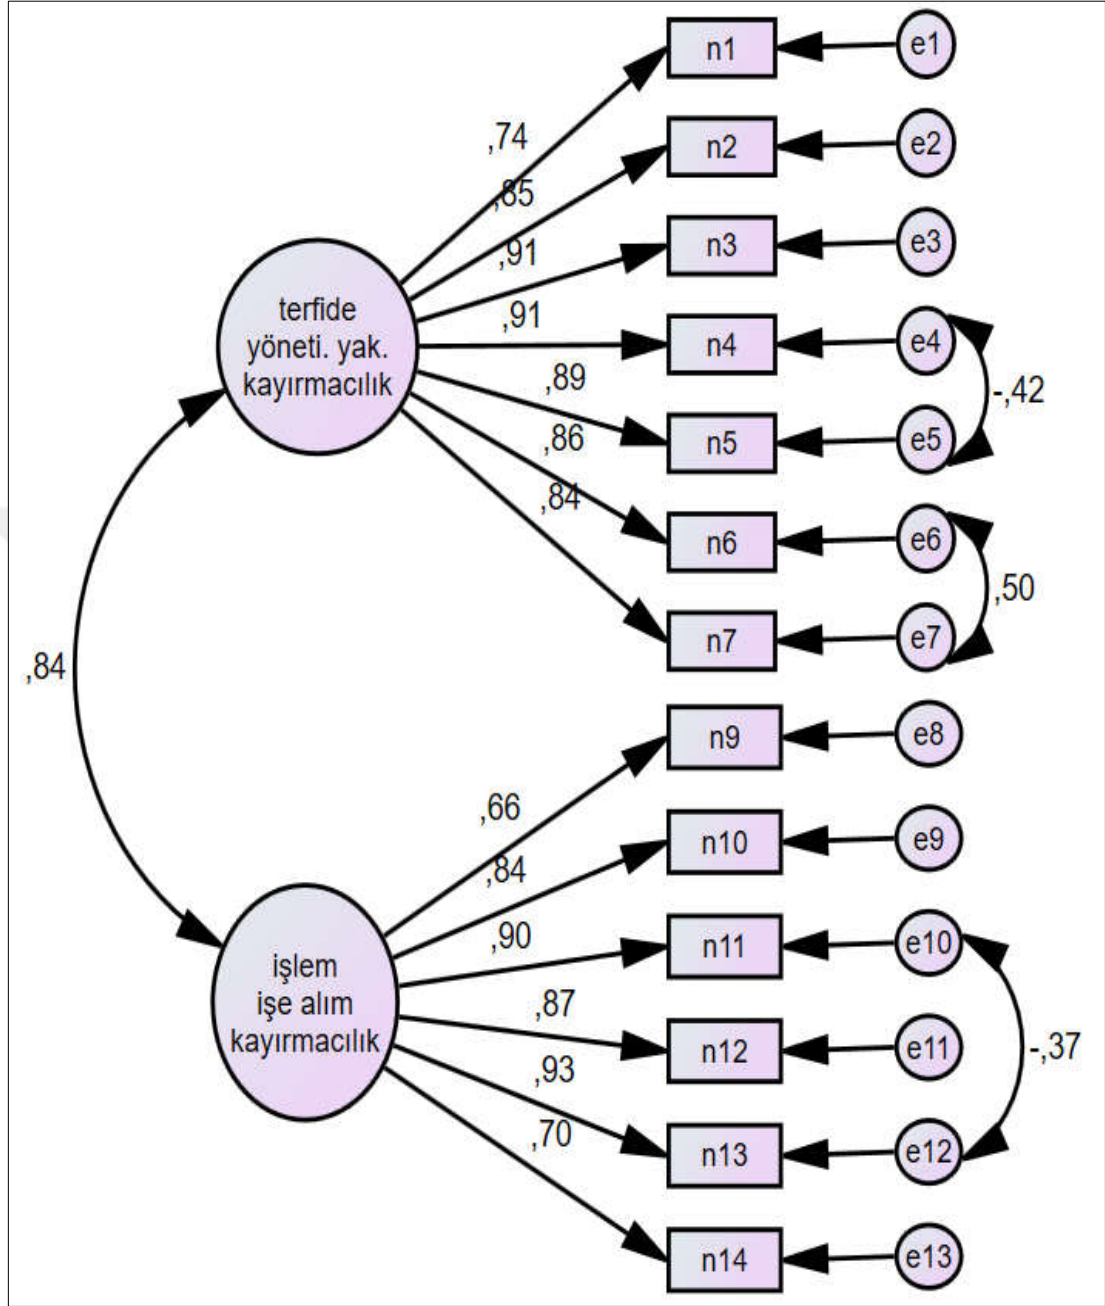 n1
e1
,74
n2
e2
,85
n3
e3
,91
terfide
yöneti. yak.
kayırmacılık
n4
e4
,91
-,42
n5
e5
,89
n6
e6
,86
,50
n7
e7
,84
,84
n9
e8
,66
n10
e9
,84
n11
e10
,90
işlem
işe alım
kayırmacılık
n12
e11
,87
-,37
n13
e12
,93
n14
e13
,70